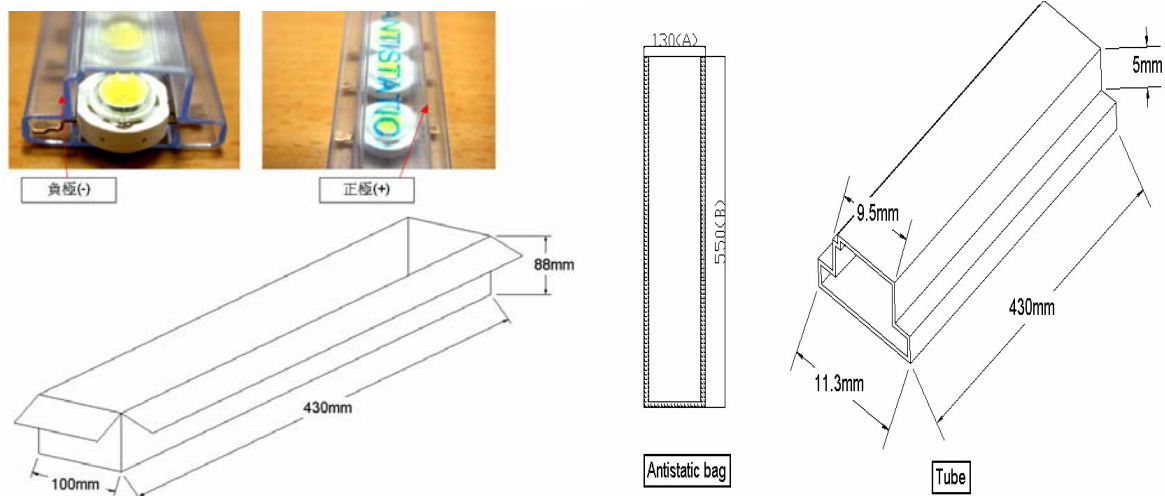 ANTISTATIC
負極(-)
正極(+)
88mm
430mm
100mm
130(A)
550(B)
Antistatic bag
5mm
9.5mm
430mm
11.3mm
Tube